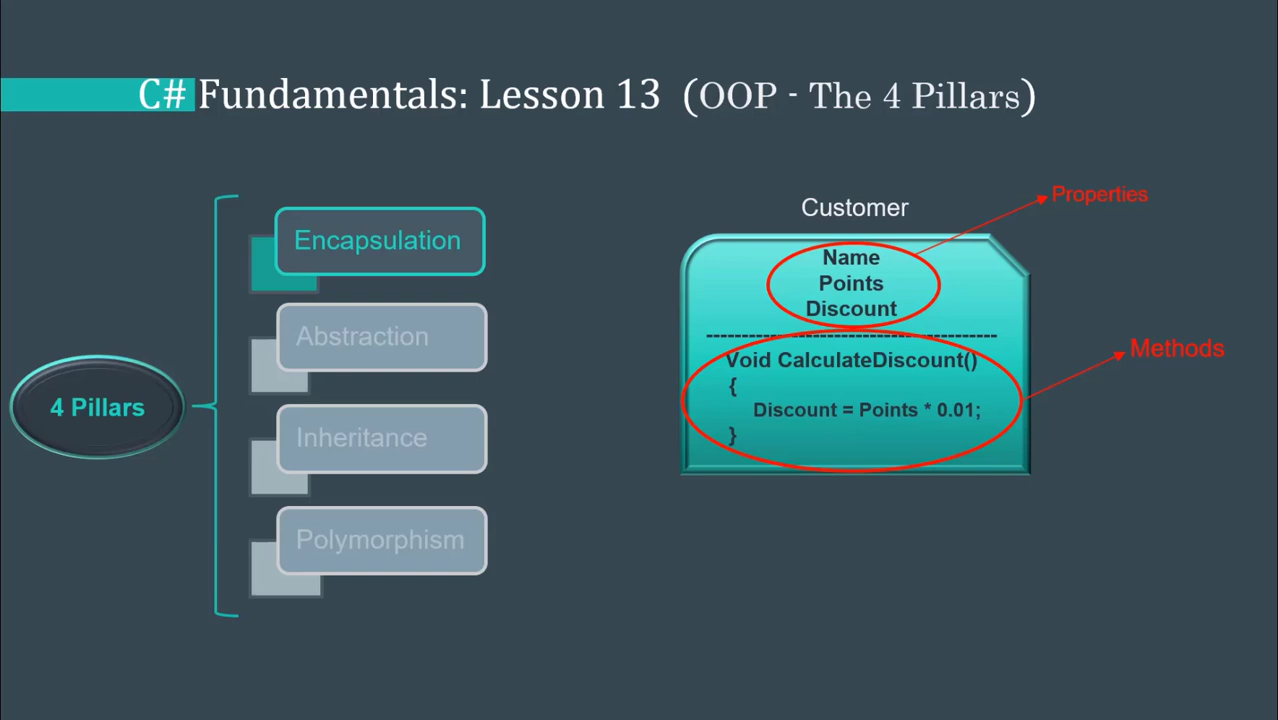 C# Fundamentals: Lesson 13 (OOP - The 4 Pillars)
4 Pillars
Encapsulation
Abstraction
Inheritance
Polymorphism
Customer
Properties
Name
Points
Discount
--------------------------------------------
Void CalculateDiscount()
{
Discount = Points * 0.01;
}
Methods